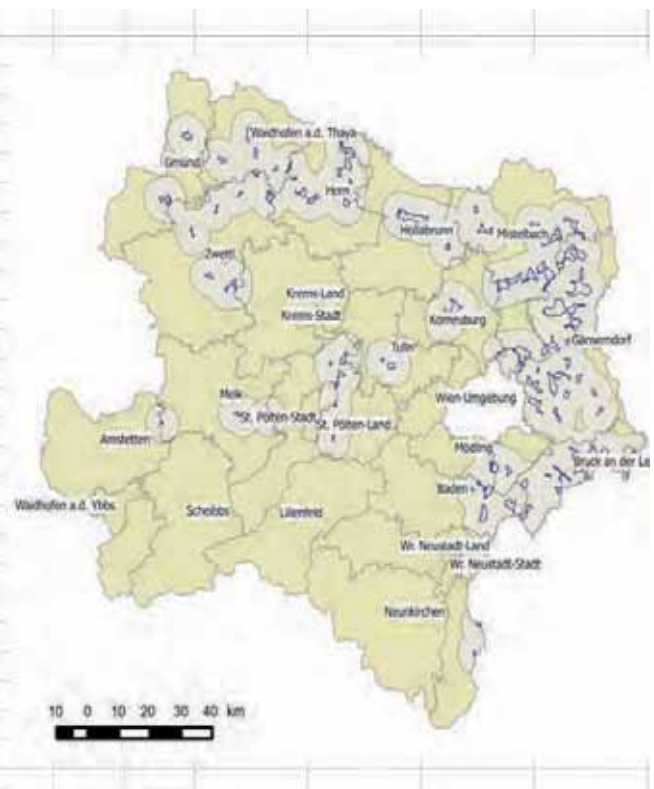 Waidhofen a.d. Thaya
Gmünd
Horn
Hollabrunn
Mistelbach
Zwettl
Krems-Land
Krems-Stadt
Korneuburg
Gänserndorf
Tulln
Melk
Wien-Umgebung
St. Pölten-Stadt
St. Pölten-Land
Amstetten
Mödling
Bruck an der La
Baden
Waidhofen a.d. Ybbs
Scheibbs
Lilienfeld
Wr. Neustadt-Land
Wr. Neustadt-Stadt
Neunkirchen
10 0 10 20 30 40 km